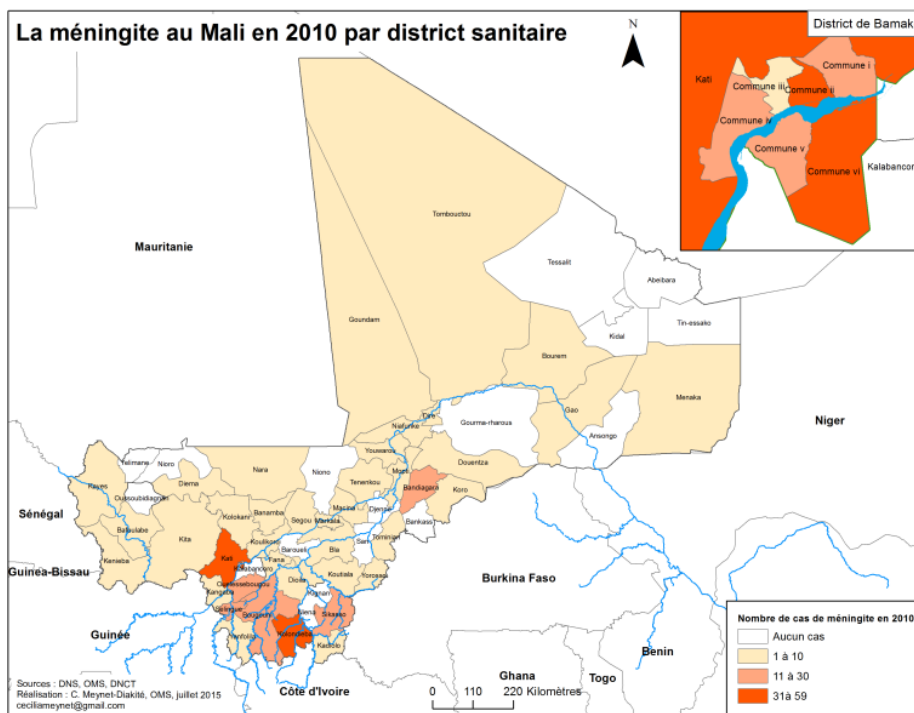 La méningite au Mali en 2010 par district sanitaire
N
District de Bamak
Kati
Commune i
Commune iii
Commune ii
Commune iv
Commune v
Commune vi
Kalabancor
Mauritanie
Tombouctou
Tessalit
Abeibara
Goundam
Kidal
Tin-essako
Bourem
Menaka
Gao
Niger
Dire
Niafunke
Gourma-rharous
Ansongo
Youwarou
Yelimane
Nioro
Nara
Niono
Mopti
Douentza
Kayes
Diema
Tenenkou
Bandiagara
Koro
Oussoubidiagna
Macina
Djenne
Sénégal
Kolokani
Banamba
Segou
Markala
Bankass
Bafoulabe
Kita
Koulikoro
Tominian
Kenieba
Kati
Baroueli
Bla
San
Guinea-Bissau
Kalabancoro
Fana
Ouelessebougou
Dioila
Koutiala
Yorosso
Burkina Faso
Kangaba
Selingue
Bougouni
Niena
Sikasso
Guinée
Yanfolila
Kolondieba
Kadiolo
Bénin
Ghana
Togo
Côte d'Ivoire
Nombre de cas de méningite en 2010
Aucun cas
1 à 10
11 à 30
31à 59
Sources : DNS, OMS, DNCT
Réalisation : C. Meynet-Diakité, OMS, juillet 2015
ceciliameynet@gmail.com
0 110 220 Kilomètres